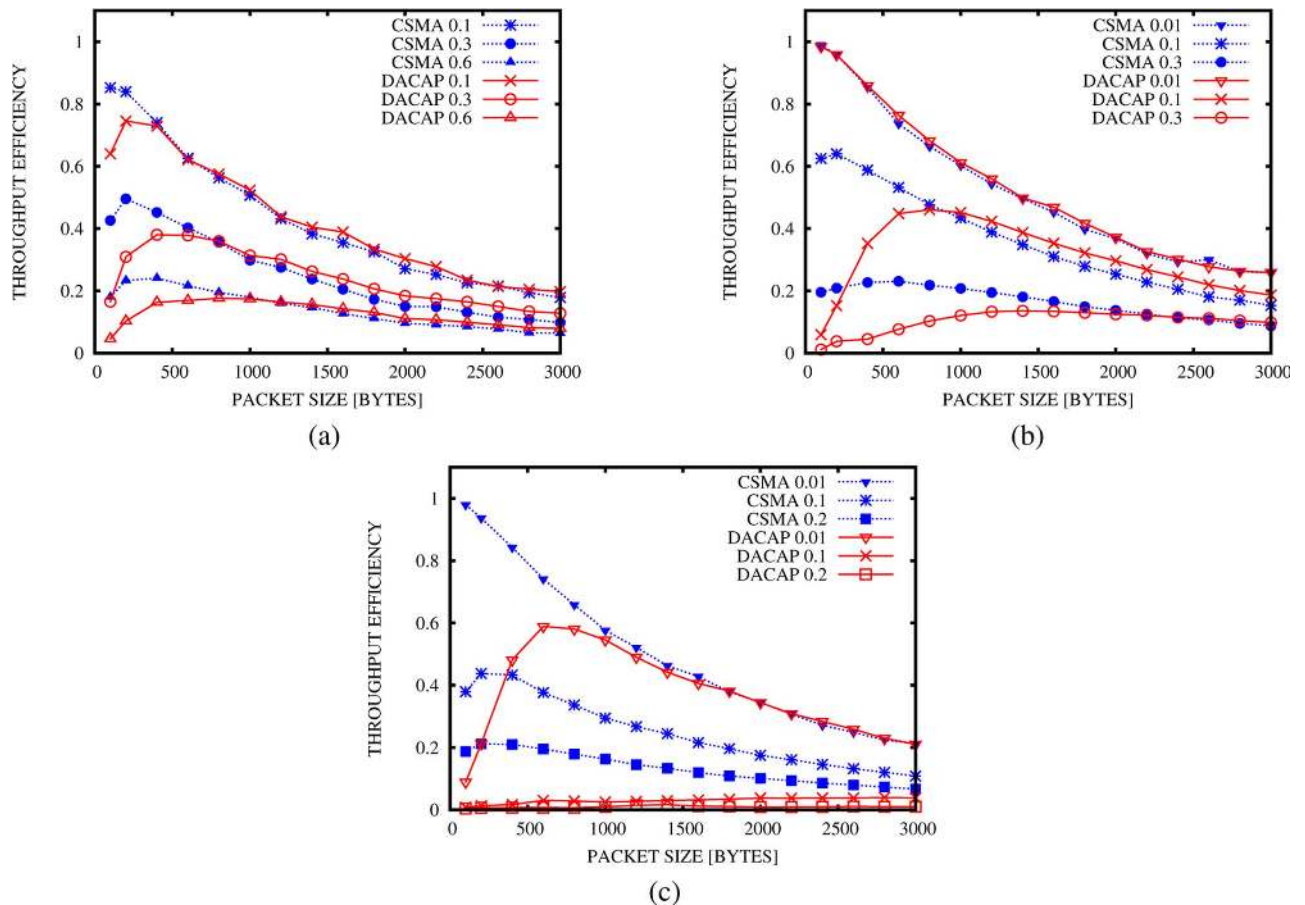 CSMA 0.1
CSMA 0.3
CSMA 0.6
DACAP 0.1
DACAP 0.3
DACAP 0.6
THROUGHPUT EFFICIENCY
1
0.8
0.6
0.4
0.2
0
0 500 1000 1500 2000 2500 3000
PACKET SIZE [BYTES]
(a)
CSMA 0.01
CSMA 0.1
CSMA 0.3
DACAP 0.01
DACAP 0.1
DACAP 0.3
THROUGHPUT EFFICIENCY
1
0.8
0.6
0.4
0.2
0
0 500 1000 1500 2000 2500 3000
PACKET SIZE [BYTES]
(b)
CSMA 0.01
CSMA 0.1
CSMA 0.2
DACAP 0.01
DACAP 0.1
DACAP 0.2
THROUGHPUT EFFICIENCY
1
0.8
0.6
0.4
0.2
0
0 500 1000 1500 2000 2500 3000
PACKET SIZE [BYTES]
(c)